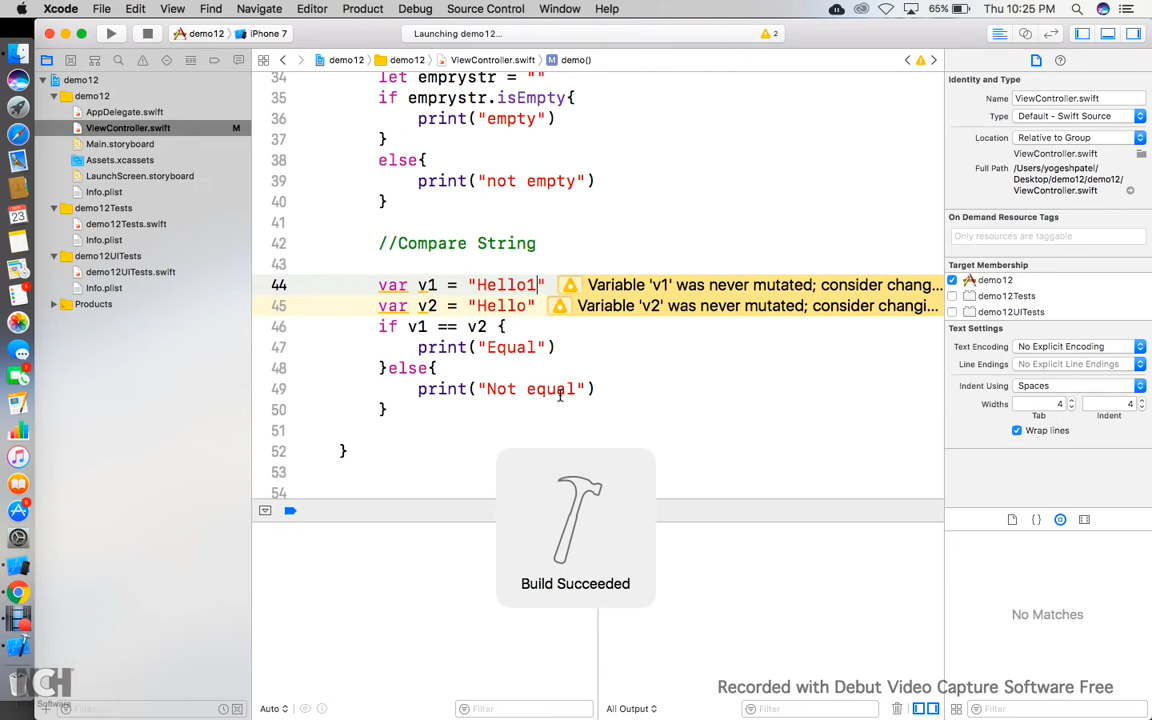 Xcode File Edit View Find Navigate Editor Product Debug Source Control Window Help 65% Thu 10:25 PM
demo12 iPhone 7 Launching demo12... 2
demo12 demo12 ViewController.swift demo()
demo12
demo12
AppDelegate.swift
ViewController.swift M
Main.storyboard
Assets.xcassets
LaunchScreen.storyboard
Info.plist
demo12Tests
demo12Tests.swift
Info.plist
demo12UITests
demo12UITests.swift
Info.plist
Products
34 let emprystr = ""
35 if emprystr.isEmpty{
36 print("empty")
37 }
38 else{
39 print("not empty")
40 }
41
42 //Compare String
43
44 var v1 = "Hello1" Variable 'v1' was never mutated; consider chang...
45 var v2 = "Hello" Variable 'v2' was never mutated; consider changi...
46 if v1 == v2 {
47 print("Equal")
48 }else{
49 print("Not equal")
50 }
51
52 }
53
54
Build Succeeded
Identity and Type
Name ViewController.swift
Type Default - Swift Source
Location Relative to Group
ViewController.swift
Full Path /Users/yogeshpatel/
Desktop/demo12/demo12/
ViewController.swift
On Demand Resource Tags
Only resources are taggable
Target Membership
demo12
demo12Tests
demo12UITests
Text Settings
Text Encoding No Explicit Encoding
Line Endings No Explicit Line Endings
Indent Using Spaces
Widths 4 4
Tab Indent
Wrap lines
No Matches
23
NCH
Software
Recorded with Debut Video Capture Software Free
Filter Auto Filter All Output Filter Filter